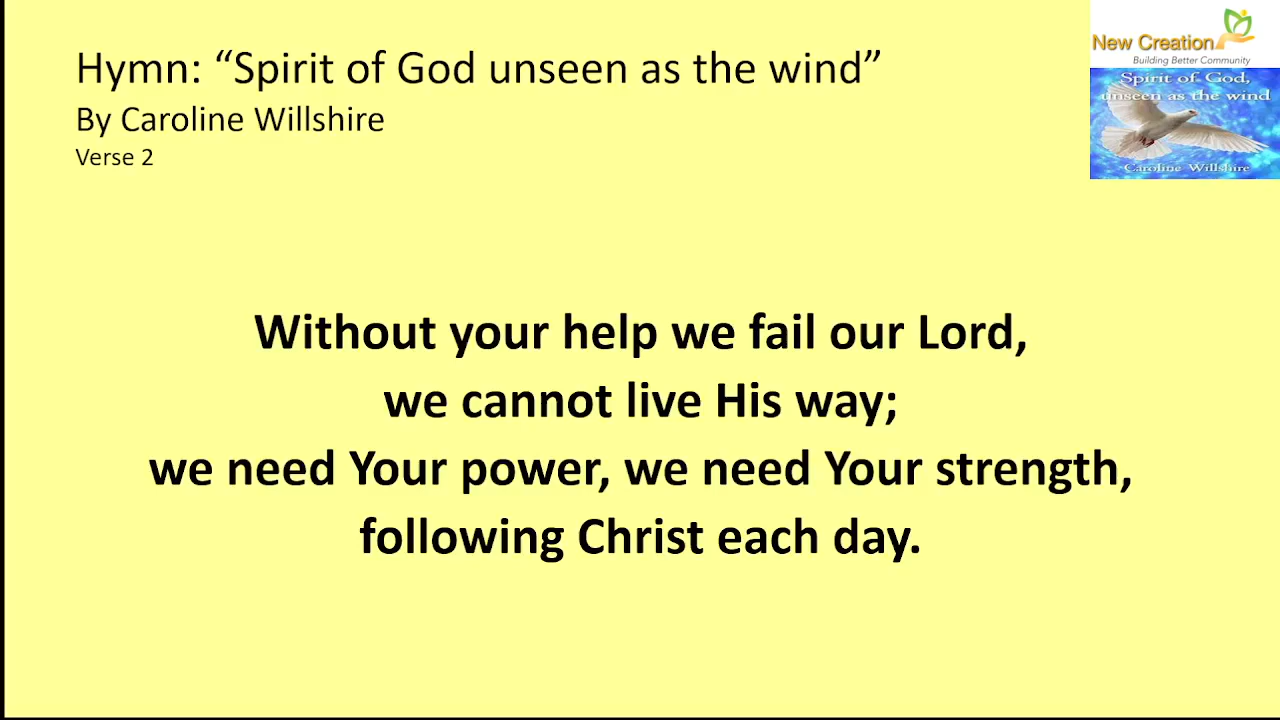 Hymn: “Spirit of God unseen as the wind”
By Caroline Willshire
Verse 2
New Creation
Building Better Community
Spirit of God,
unseen as the wind
Caroline Willshire
Without your help we fail our Lord,
we cannot live His way;
we need Your power, we need Your strength,
following Christ each day.